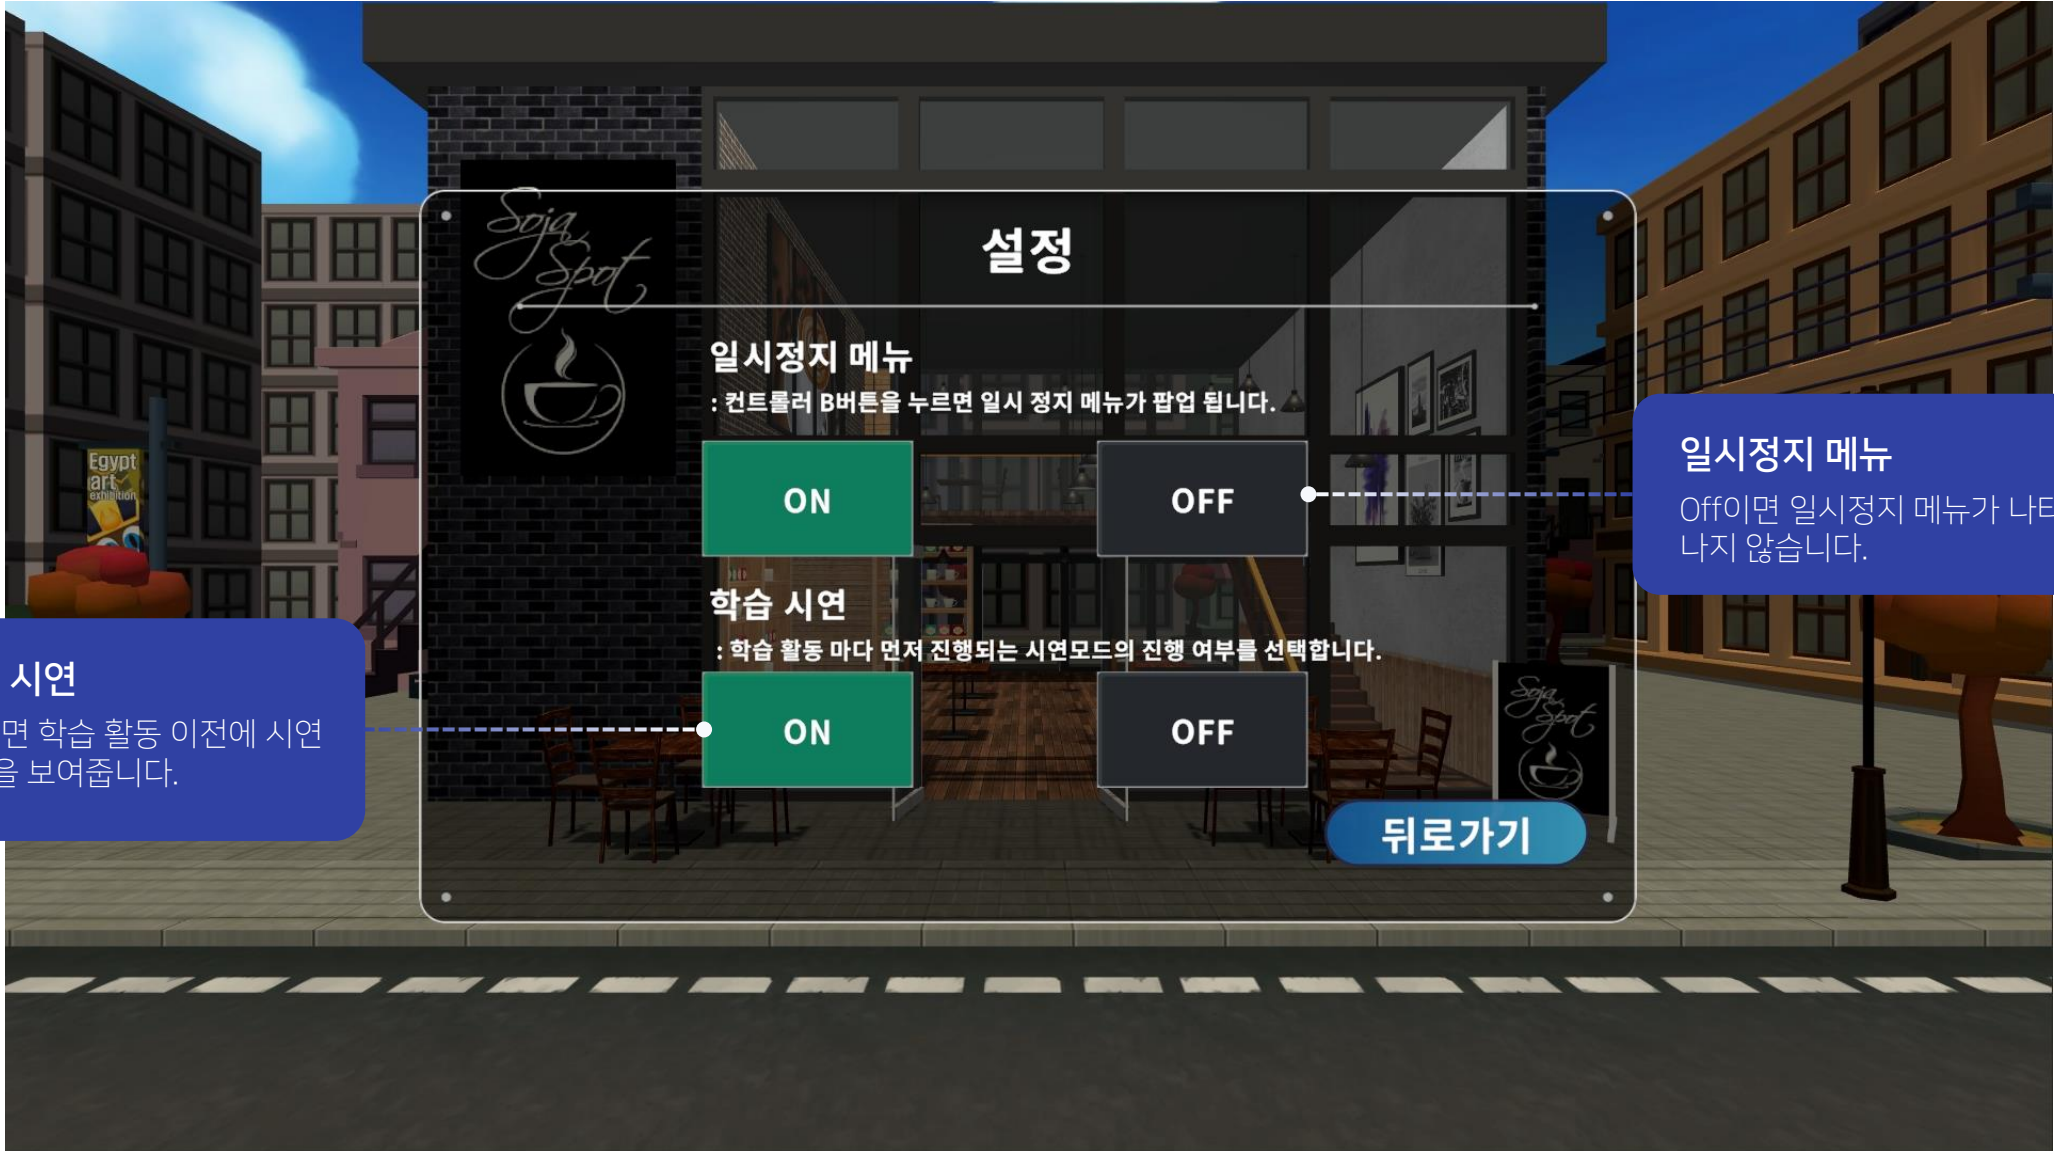 Soja
Spot
설정
일시정지 메뉴
: 컨트롤러 B버튼을 누르면 일시 정지 메뉴가 팝업 됩니다.
ON
OFF
일시정지 메뉴
Off이면 일시정지 메뉴가
나지 않습니다.
Egypt
art
exhibition
학습 시연
: 학습 활동 마다 먼저 진행되는 시연모드의 진행 여부를 선택합니다.
ON
OFF
시연
면 학습 활동 이전에 시연
을 보여줍니다.
Soja
Spot
뒤로가기